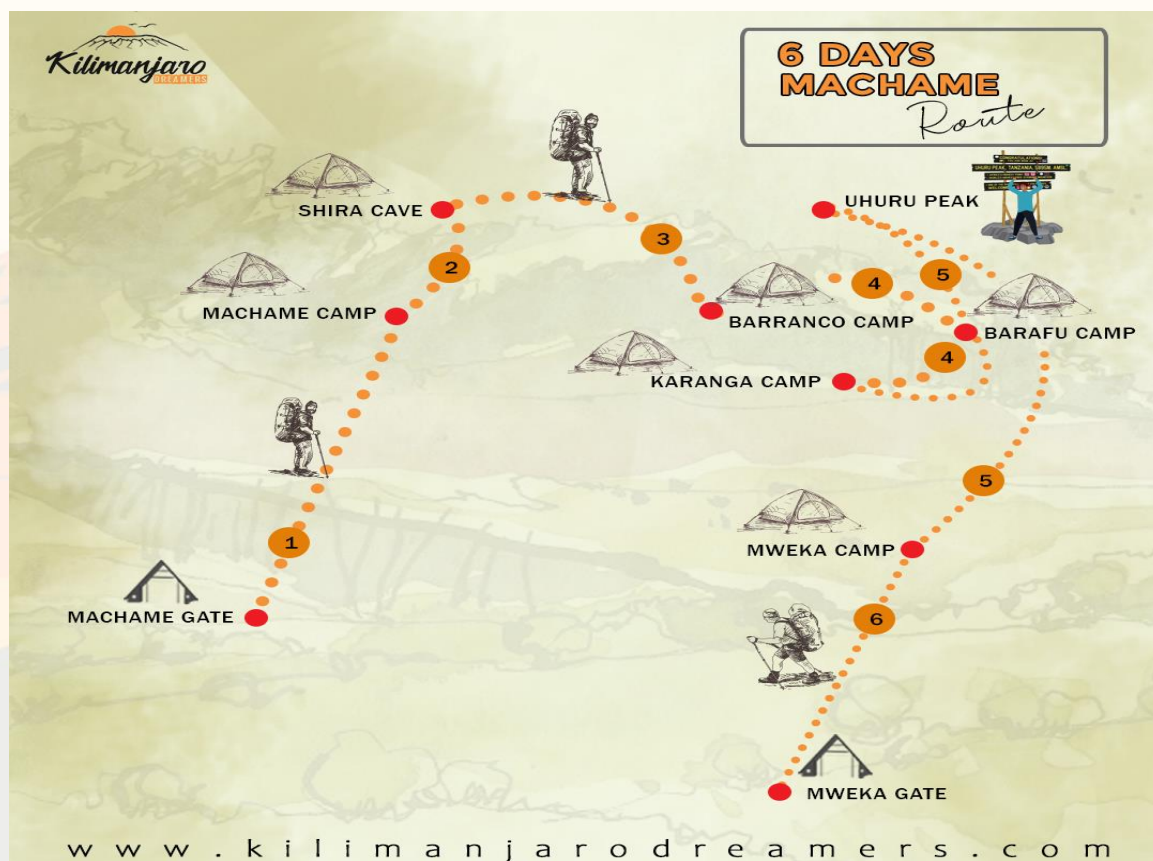 Kilimanjaro
DREAMERS
6 DAYS
MACHAME
Route
UHURU PEAK
SHIRA CAVE
3
2
5
4
MACHAME CAMP
BARRANCO CAMP
BARAFU CAMP
4
KARANGA CAMP
5
1
MWEKA CAMP
MACHAME GATE
6
MWEKA GATE
www.kilimanjarodreamers.com